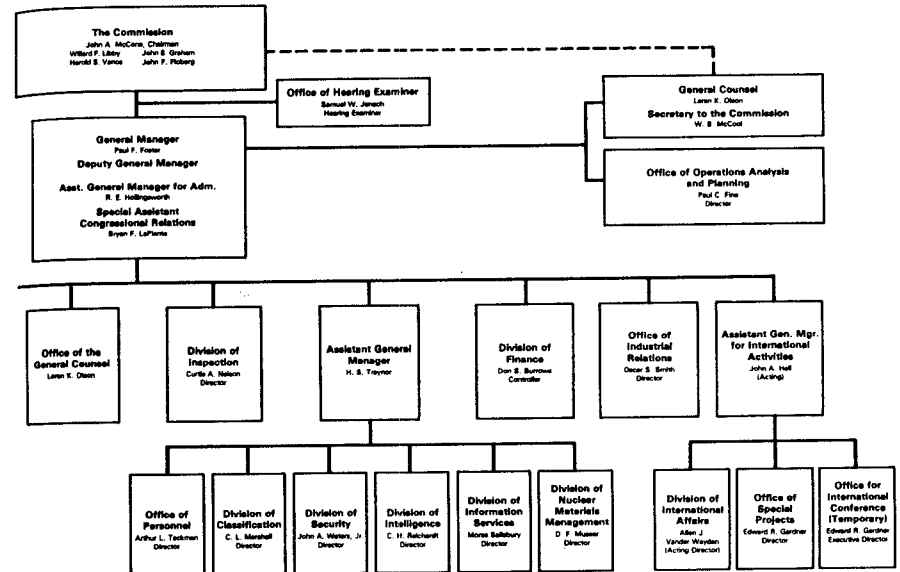 The Commission
John A. McCone, Chairman
Willard F. Libby John S. Graham
Harold S. Vance John F. Floberg
Office of Hearing Examiner
Samuel W. Jensch
Hearing Examiner
General Counsel
Loren K. Olson
Secretary to the Commission
W. B. McCool
General Manager
Paul F. Foster
Deputy General Manager
Asst. General Manager for Adm.
R. E. Hollingsworth
Special Assistant
Congressional Relations
Bryan F. LaPlante
Office of Operations Analysis
and Planning
Paul C. Fine
Director
Office of the
General Counsel
Loren K. Olson
Division of
Inspection
Curtis A. Nelson
Director
Assistant General
Manager
H. S. Traynor
Division of
Finance
Don S. Burrows
Controller
Office of
Industrial
Relations
Oscar S. Smith
Director
Assistant Gen. Mgr.
for International
Activities
John A. Hall
(Acting)
Office of
Personnel
Arthur L. Tackman
Director
Division of
Classification
C. L. Marshall
Director
Division of
Security
John A. Waters, Jr.
Director
Division of
Intelligence
C. H. Reichardt
Director
Division of
Information
Services
Morse Salisbury
Director
Division of
Nuclear
Materials
Management
D. F. Musser
Director
Division of
International
Affairs
Allen J.
Vander Weyden
(Acting Director)
Office of
Special
Projects
Edward R. Gardner
Director
Office for
International
Conference
(Temporary)
Edward R. Gardner
Executive Director